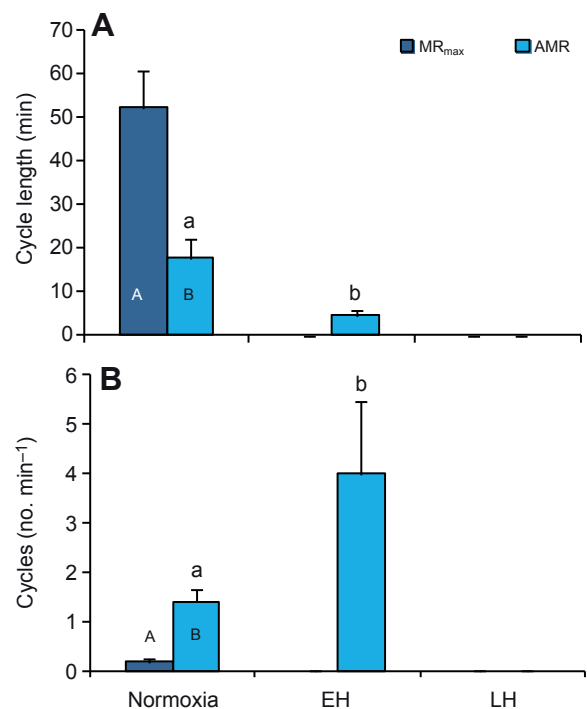 A
70
MRmax
AMR
60
50
40
30
20
10
0
Cycle length (min)
a
b
A
B
B
6
5
4
3
2
1
0
Cycles (no. min⁻¹)
b
a
A
B
Normoxia
EH
LH